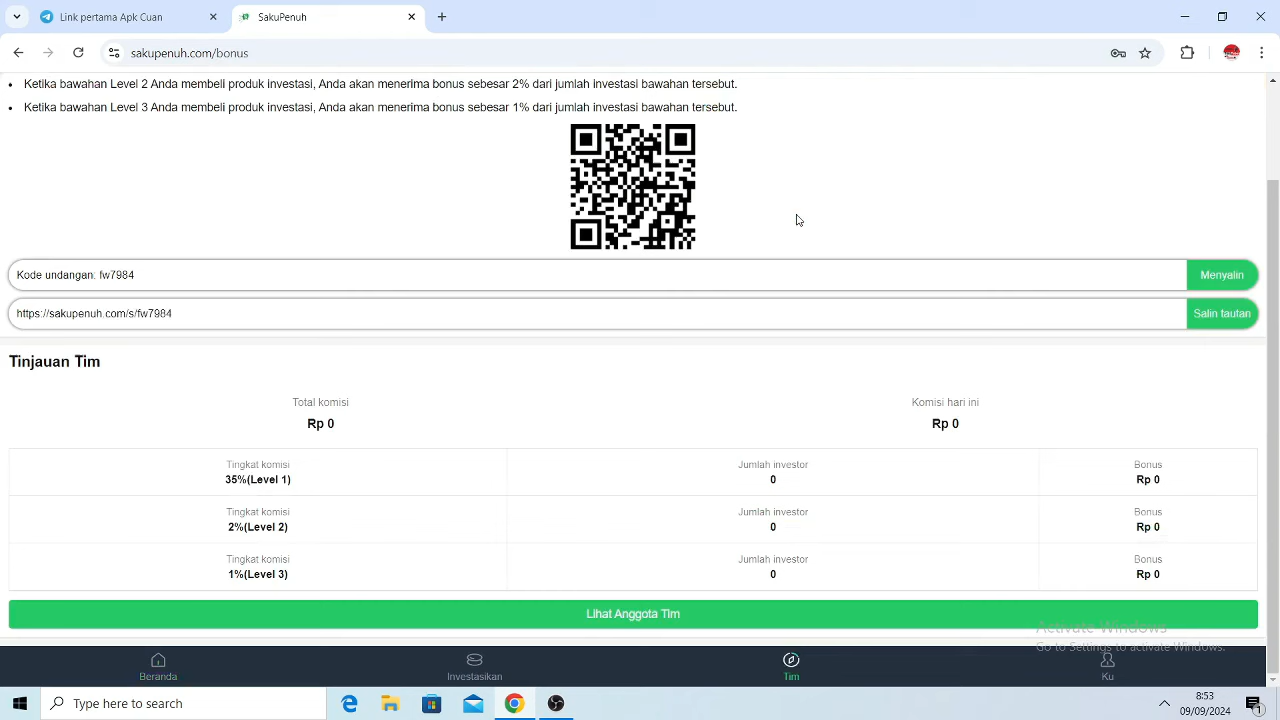 Link pertama Apk Cuan
SakuPenuh
sakupenuh.com/bonus
Ketika bawahan Level 2 Anda membeli produk investasi, Anda akan menerima bonus sebesar 2% dari jumlah investasi bawahan tersebut.
Ketika bawahan Level 3 Anda membeli produk investasi, Anda akan menerima bonus sebesar 1% dari jumlah investasi bawahan tersebut.
Kode undangan: fw7984
Menyalin
https://sakupenuh.com/s/fw7984
Salin tautan
Tinjauan Tim
Total komisi
Komisi hari ini
Rp 0
Rp 0
Tingkat komisi
Jumlah investor
Bonus
35%(Level 1)
0
Rp 0
Tingkat komisi
Jumlah investor
Bonus
2%(Level 2)
0
Rp 0
Tingkat komisi
Jumlah investor
Bonus
1%(Level 3)
0
Rp 0
Lihat Anggota Tim
Activate Windows
Go to Settings to activate Windows.
Beranda
Investasikan
Tim
Ku
Type here to search
8:53
09/09/2024
1